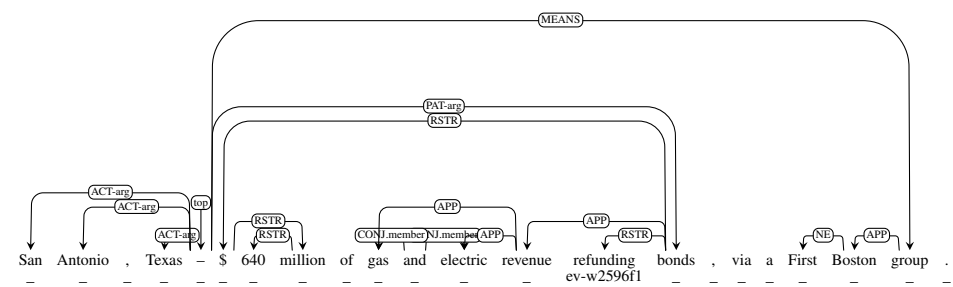 MEANS
PAT-arg
RSTR
ACT-arg
top
ACT-arg
APP
RSTR
APP
ACT-arg
RSTR
CONJ.member
NJ.member
APP
RSTR
NE
APP
San Antonio , Texas – $ 640 million of gas and electric revenue refunding bonds , via a First Boston group .
_ _ _ _ _ _ _ _ _ _ _ _ _ ev-w2596f1 _ _ _ _ _ _ _ _